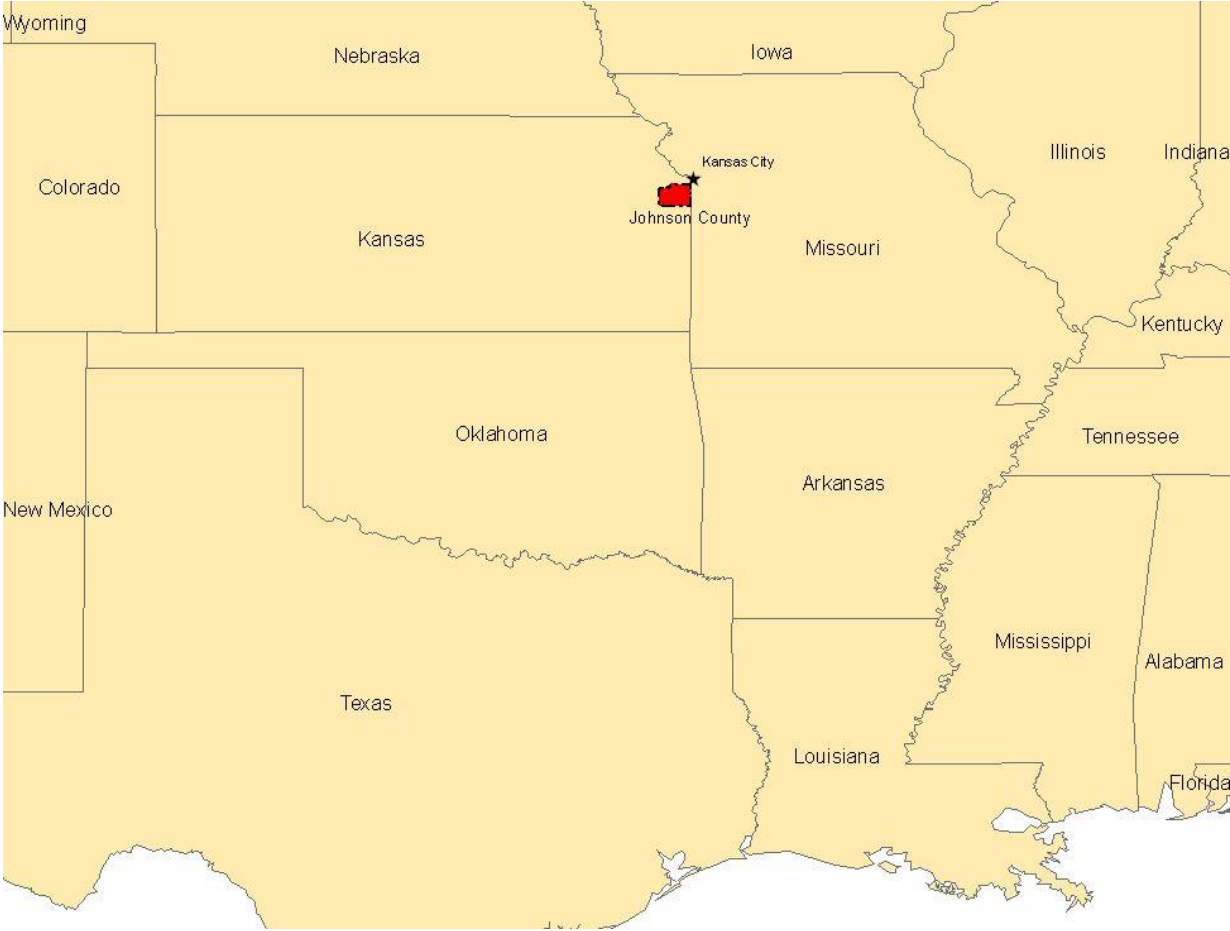 Wyoming
Nebraska
Iowa
Kansas City
Illinois
Indiana
Colorado
Johnson County
Kansas
Missouri
Kentucky
Oklahoma
Tennessee
Arkansas
New Mexico
Mississippi
Alabama
Texas
Louisiana
Florida